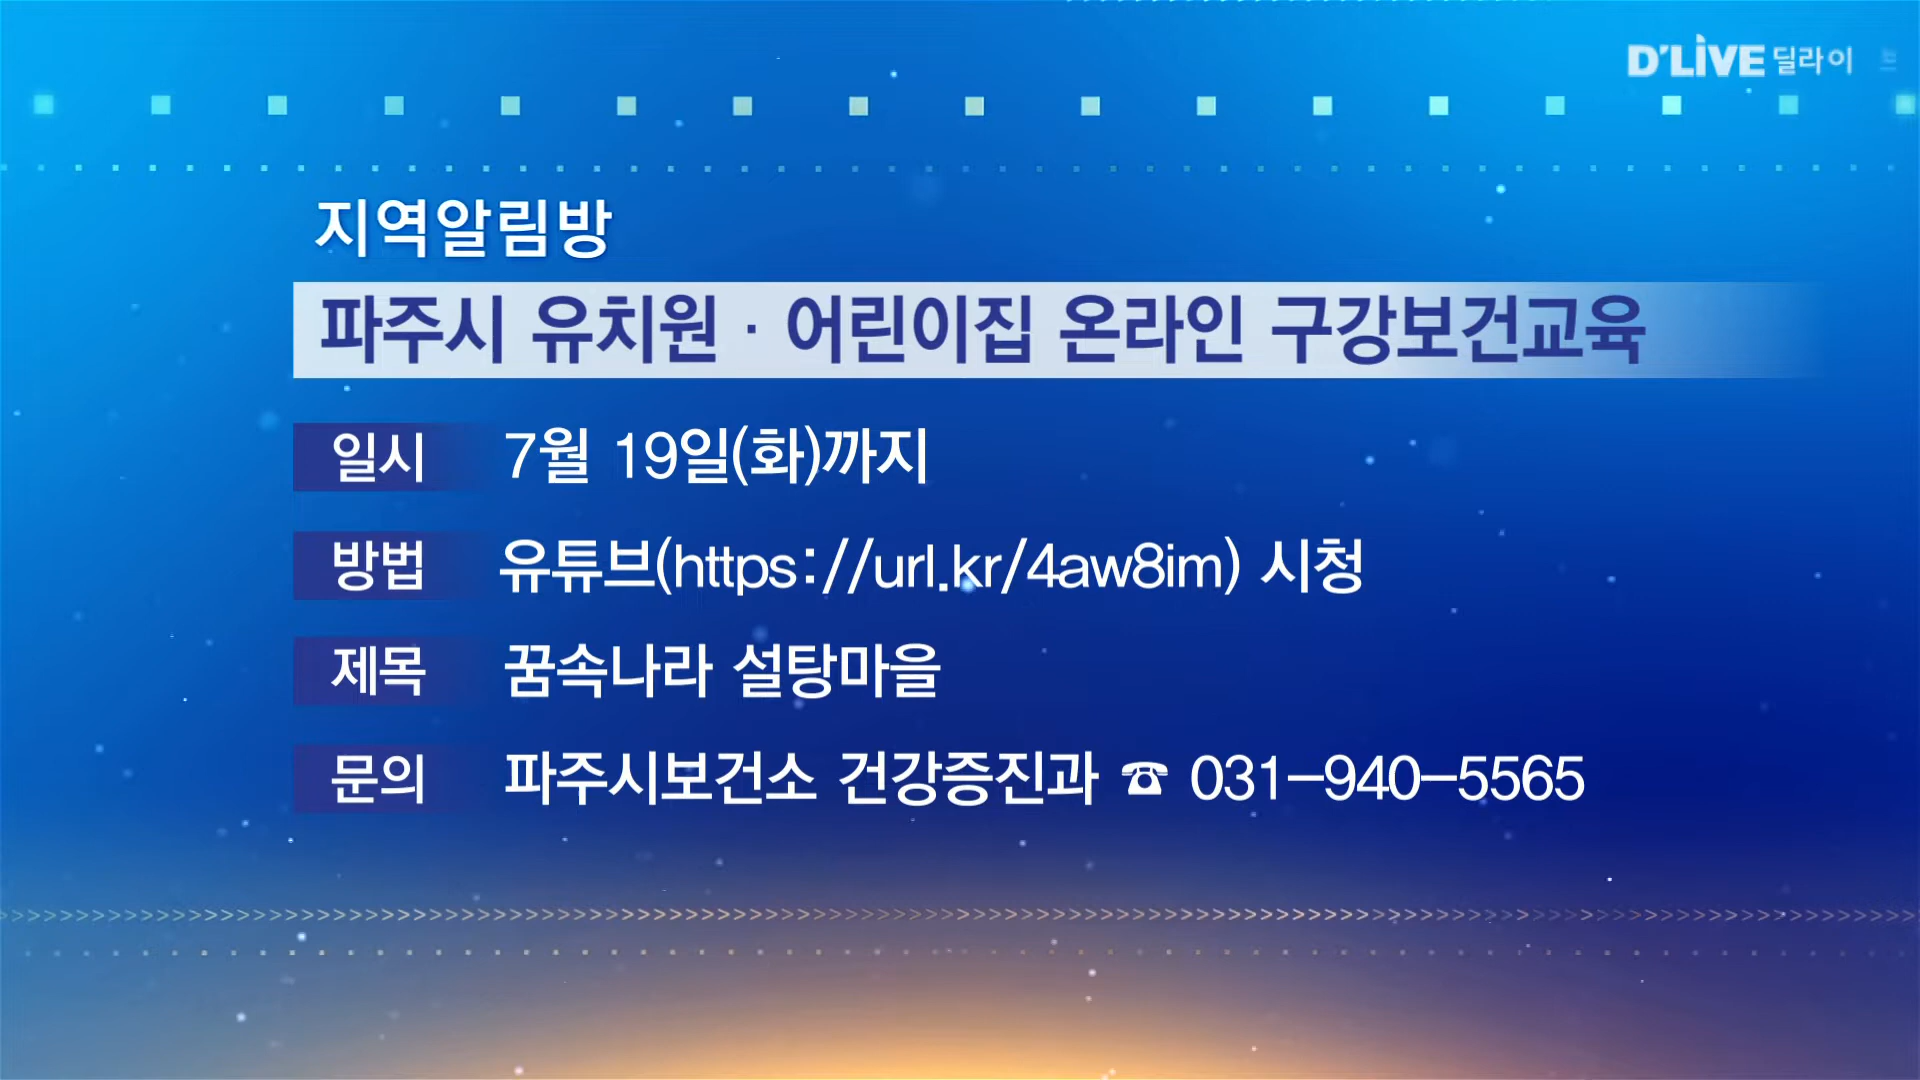 D'LIVE 딜라이브
지역알림방
파주시 유치원 · 어린이집 온라인 구강보건교육
일시 7월 19일(화)까지
방법 유튜브(https://url.kr/4aw8im) 시청
제목 꿈속나라 설탕마을
문의 파주시보건소 건강증진과 ☎ 031-940-5565